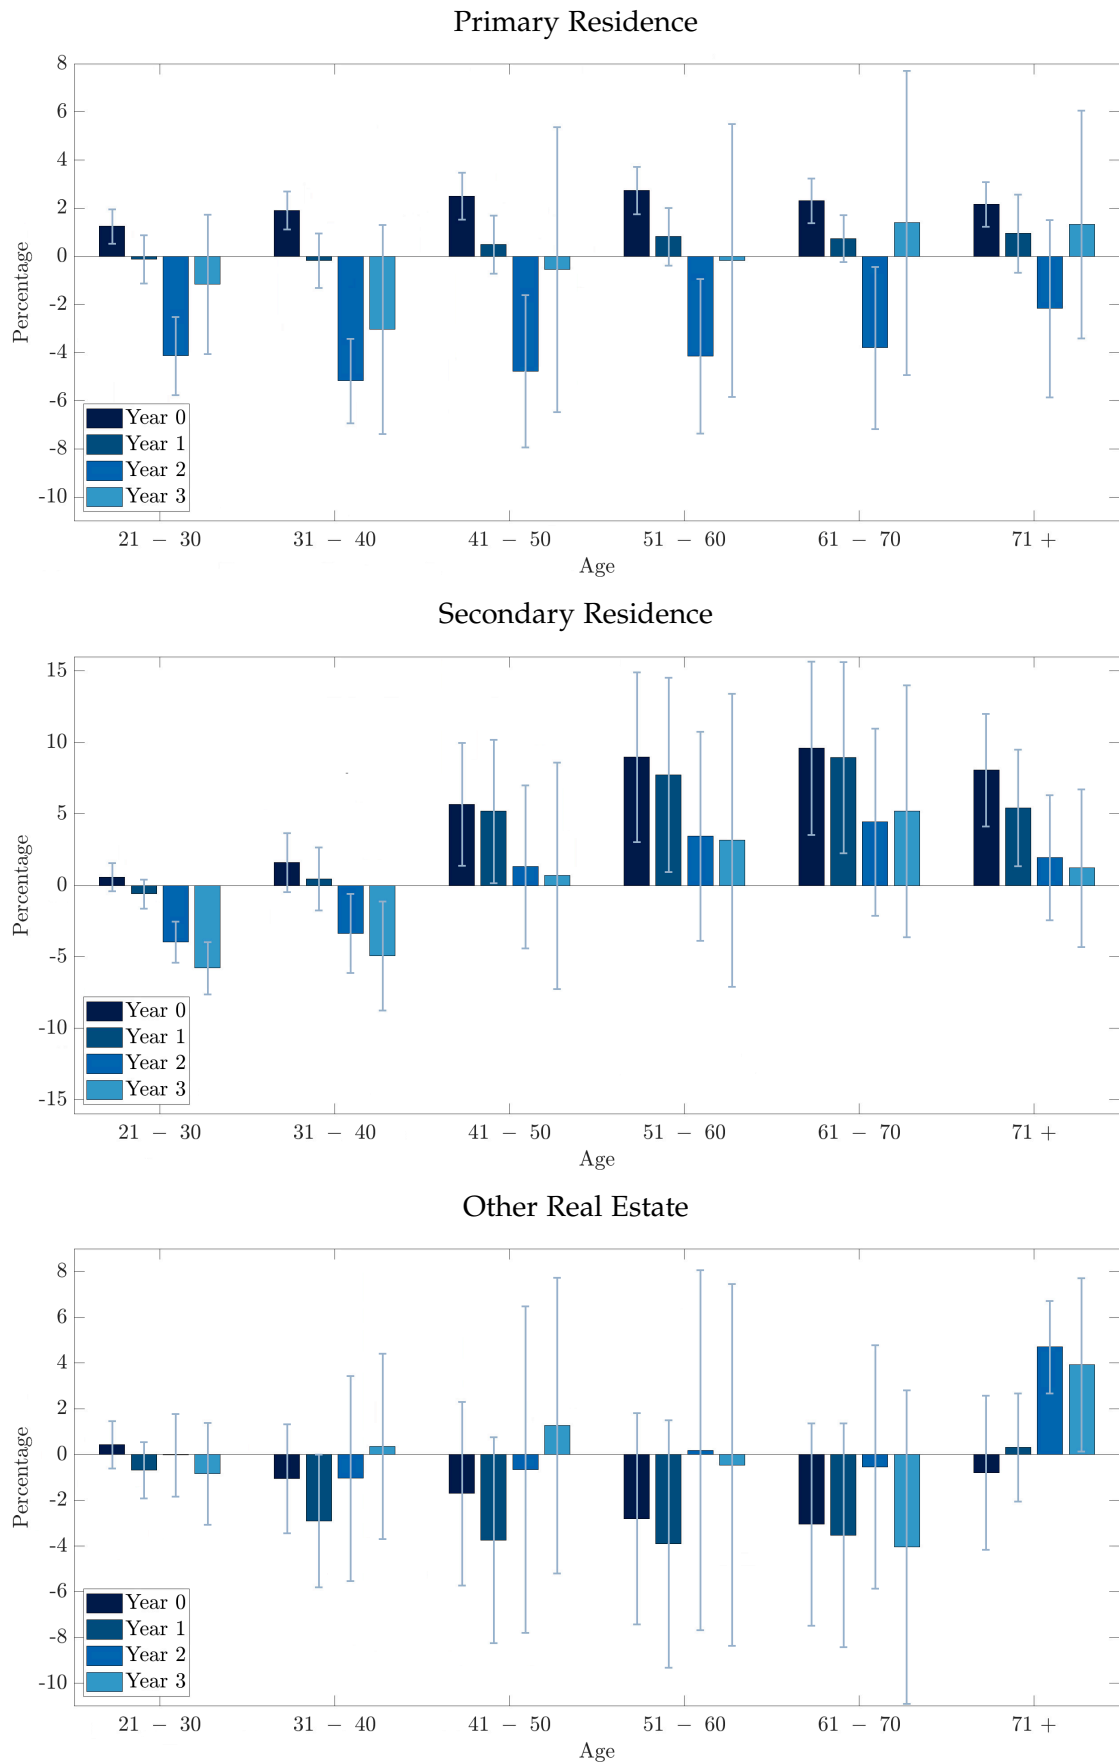 Primary Residence
8
6
4
2
0
-2
-4
-6
-8
-10
Percentage
Year 0
Year 1
Year 2
Year 3
21 − 30 31 − 40 41 − 50 51 − 60 61 − 70 71 +
Age
Secondary Residence
15
10
5
0
-5
-10
-15
Percentage
Year 0
Year 1
Year 2
Year 3
21 − 30 31 − 40 41 − 50 51 − 60 61 − 70 71 +
Age
Other Real Estate
8
6
4
2
0
-2
-4
-6
-8
-10
Percentage
Year 0
Year 1
Year 2
Year 3
21 − 30 31 − 40 41 − 50 51 − 60 61 − 70 71 +
Age